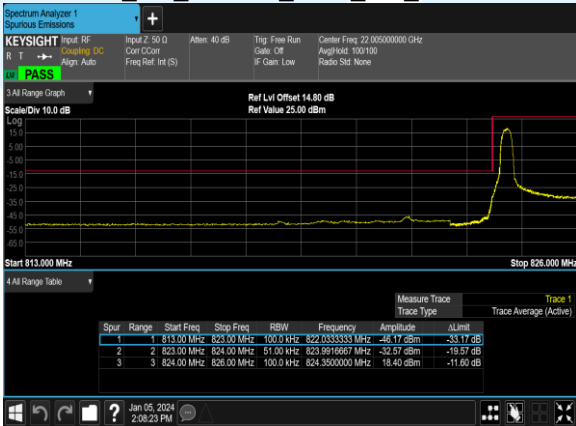 Spectrum Analyzer 1
Spurious Emissions
+
KEYSIGHT Input: RF Input Z: 50 Ω Atten: 40 dB Trig: Free Run Center Freq: 22.005000000 GHz
R T Coupling: DC Corr CCorr Gate: Off Avg|Hold: 100/100
Align: Auto Freq Ref: Int (S) IF Gain: Low Radio Std: None
PASS
3 All Range Graph
Ref Lvl Offset 14.80 dB
Scale/Div 10.0 dB Ref Value 25.00 dBm
Log
15.0
5.00
-5.00
-15.0
-25.0
-35.0
-45.0
-55.0
-65.0
Start 813.000 MHz Stop 826.000 MHz
4 All Range Table
Measure Trace Trace 1
Trace Type Trace Average (Active)
Spur Range Start Freq Stop Freq RBW Frequency Amplitude ΔLimit
1 1 813.00 MHz 823.00 MHz 100.0 kHz 822.0333333 MHz -46.17 dBm -33.17 dB
2 2 823.00 MHz 824.00 MHz 51.00 kHz 823.9916667 MHz -32.57 dBm -19.57 dB
3 3 824.00 MHz 826.00 MHz 100.0 kHz 824.3500000 MHz 18.40 dBm -11.60 dB
?
Jan 05, 2024
2:08:23 PM